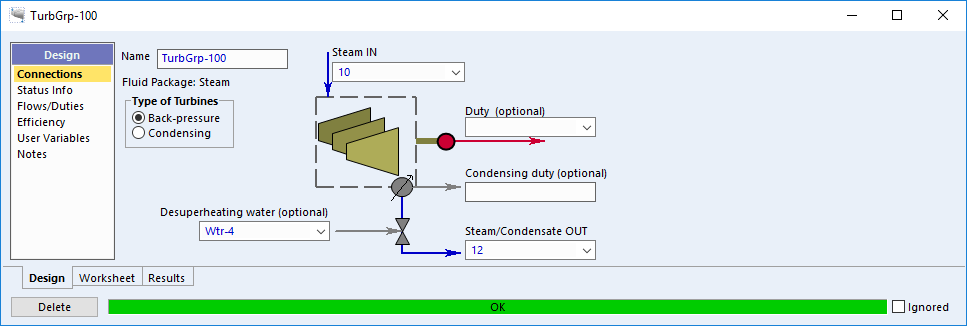 TurbGrp-100
Design
Connections
Status Info
Flows/Duties
Efficiency
User Variables
Notes
Name TurbGrp-100
Fluid Package: Steam
Type of Turbines
Back-pressure
Condensing
Steam IN
10
Duty (optional)
Condensing duty (optional)
Desuperheating water (optional)
Wtr-4
Steam/Condensate OUT
12
Design Worksheet Results
Delete OK Ignored